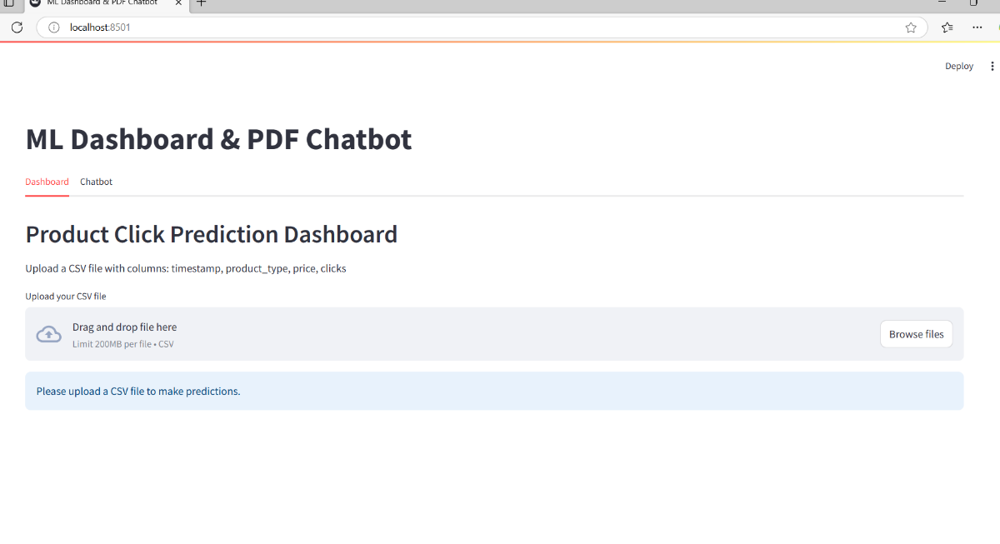 ML Dashboard & PDF Chatbot
localhost:8501
Deploy
ML Dashboard & PDF Chatbot
Dashboard Chatbot
Product Click Prediction Dashboard
Upload a CSV file with columns: timestamp, product_type, price, clicks
Upload your CSV file
Drag and drop file here
Limit 200MB per file • CSV
Browse files
Please upload a CSV file to make predictions.